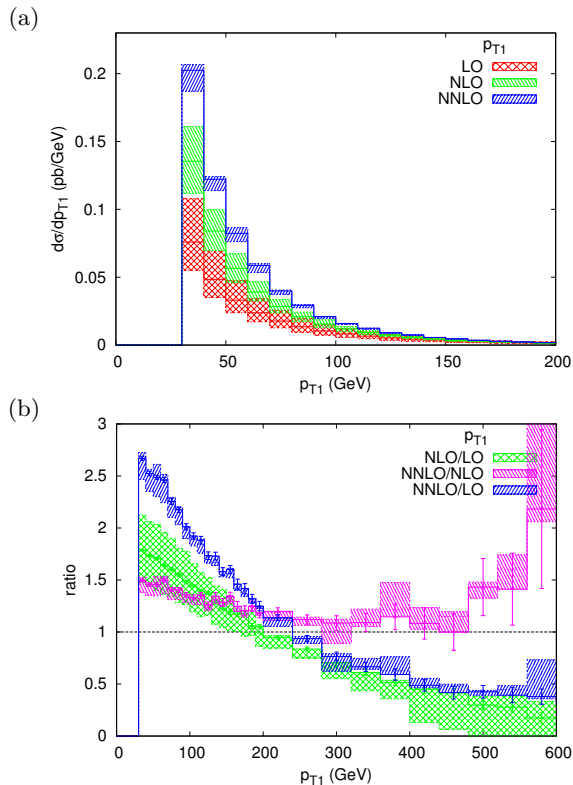 (a)
p_T1
LO
NLO
NNLO
0.2
0.15
0.1
0.05
0
dσ/dp_T1 (pb/GeV)
0 50 100 150 200
p_T1 (GeV)
(b)
p_T1
NLO/LO
NNLO/NLO
NNLO/LO
3
2.5
2
1.5
1
0.5
0
ratio
0 100 200 300 400 500 600
p_T1 (GeV)